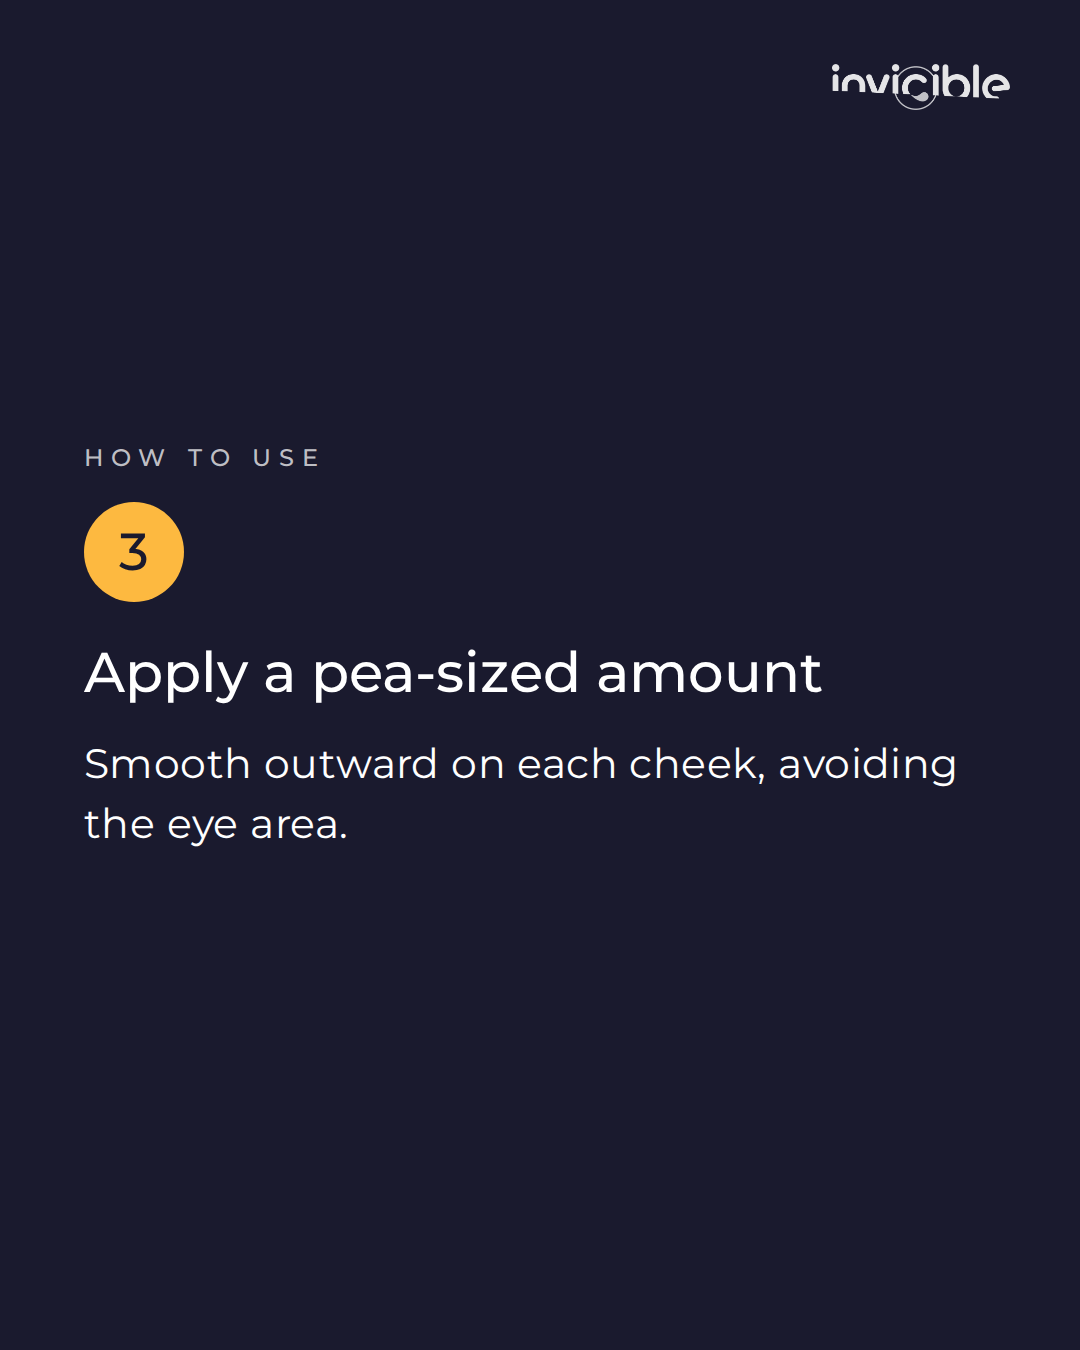 invicible
HOW TO USE
3
Apply a pea-sized amount
Smooth outward on each cheek, avoiding
the eye area.